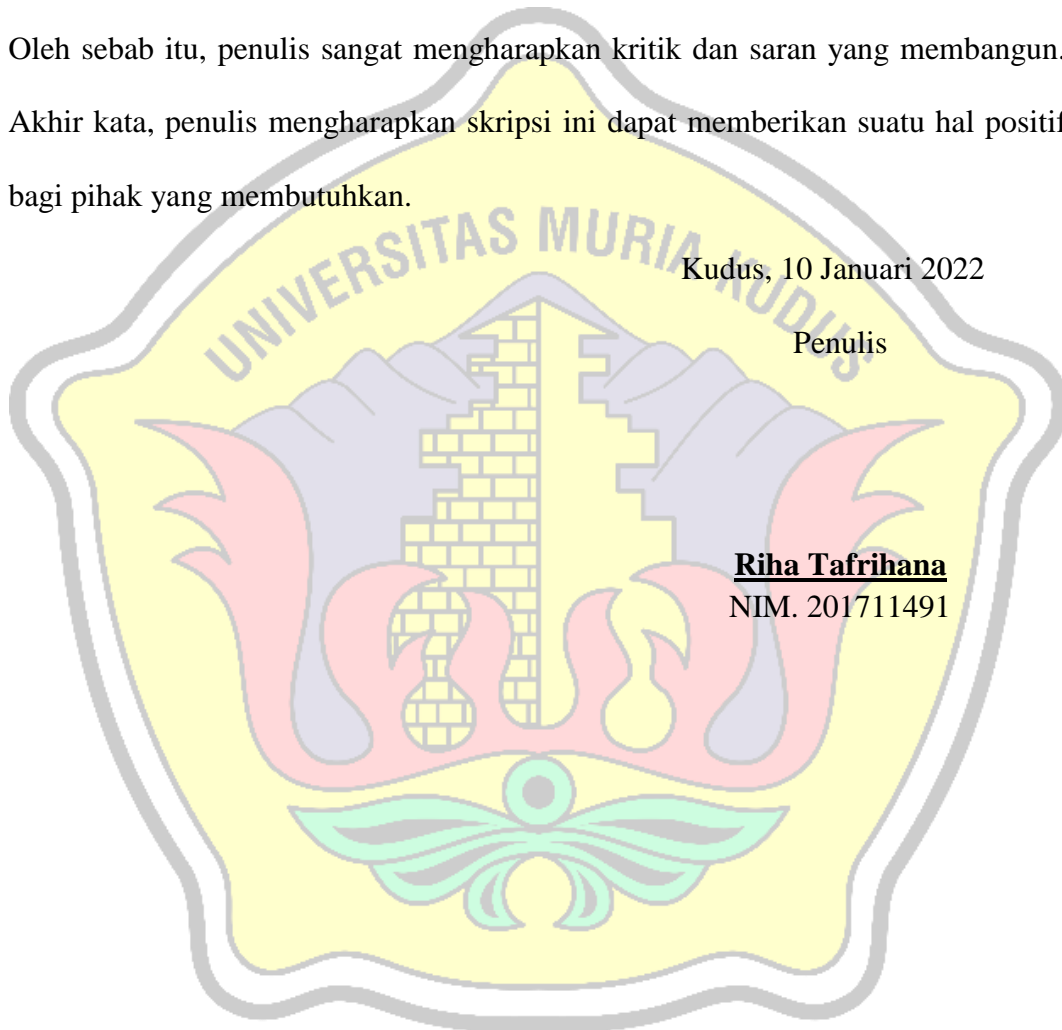 Oleh sebab itu, penulis sangat mengharapkan kritik dan saran yang membangun.
Akhir kata, penulis mengharapkan skripsi ini dapat memberikan suatu hal positif
bagi pihak yang membutuhkan.
UNIVERSITAS MURIA KUDUS
Kudus, 10 Januari 2022
Penulis
Riha Tafrihana
NIM. 201711491